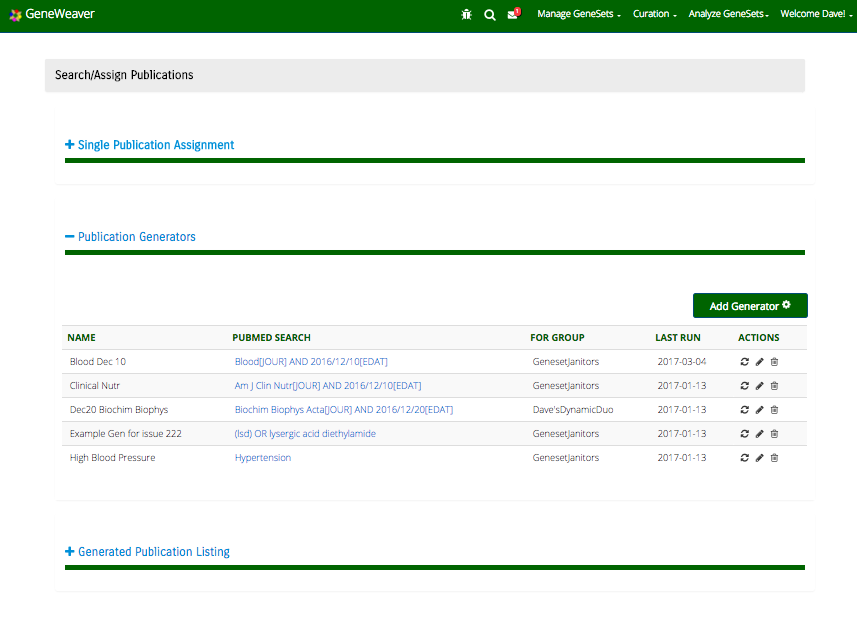 GeneWeaver 1 Manage GeneSets Curation Analyze GeneSets Welcome Dave!
Search/Assign Publications
Single Publication Assignment
Publication Generators
Add Generator
NAME PUBMED SEARCH FOR GROUP LAST RUN ACTIONS
Blood Dec 10 Blood[JOUR] AND 2016/12/10[EDAT] GenesetJanitors 2017-03-04
Clinical Nutr Am J Clin Nutr[JOUR] AND 2016/12/10[EDAT] GenesetJanitors 2017-01-13
Dec20 Biochim Biophys Biochim Biophys Acta[JOUR] AND 2016/12/20[EDAT] Dave'sDynamicDuo 2017-01-13
Example Gen for issue 222 (lsd) OR lysergic acid diethylamide GenesetJanitors 2017-01-13
High Blood Pressure Hypertension GenesetJanitors 2017-01-13
Generated Publication Listing